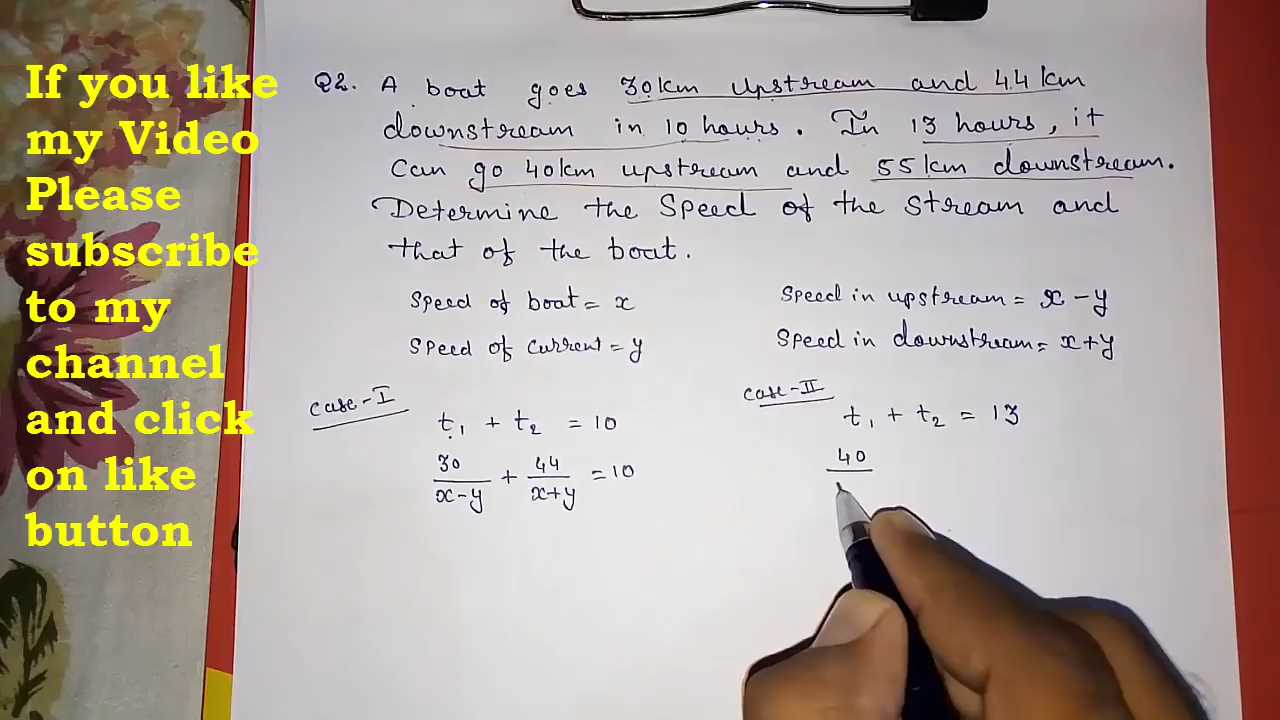 If you like
my Video
Please
subscribe
to my
channel
and click
on like
button
Q2. A boat goes 30km upstream and 44km
downstream in 10 hours. In 13 hours, it
Can go 40km upstream and 55km downstream.
Determine the Speed of the Stream and
that of the boat.
Speed of boat = x
Speed of current = y
Speed in upstream = x - y
Speed in downstream = x+y
Case-I
t₁ + t₂ = 10
30/x-y + 44/x+y = 10
Case-II
t₁ + t₂ = 13
40